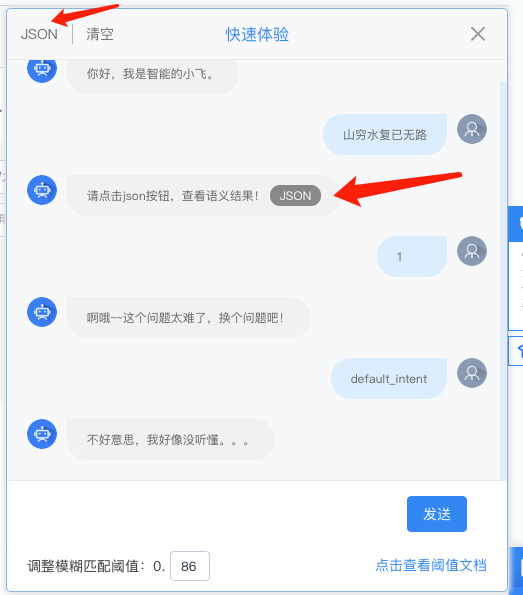 JSON
清空
快速体验
你好，我是智能的小飞。
山穷水复已无路
请点击json按钮，查看语义结果！ JSON
1
啊哦~~这个问题太难了，换个问题吧！
default_intent
不好意思，我好像没听懂。。。
发送
调整模糊匹配阈值：0. 86
点击查看阈值文档